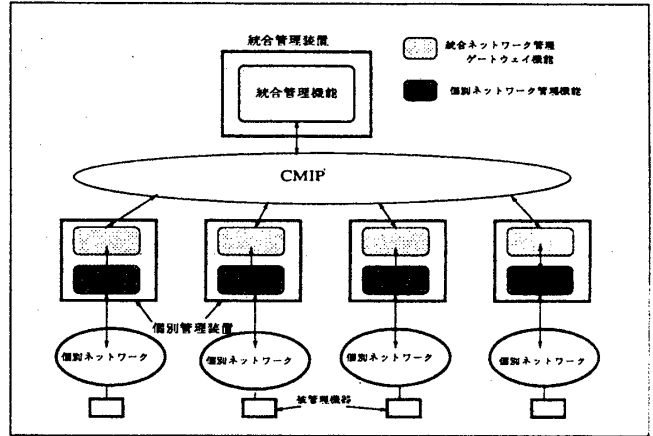 統合管理装置
統合管理機能
統合ネットワーク管理
ゲートウェイ機能
個別ネットワーク管理機能
CMIP
個別管理装置
個別ネットワーク
個別ネットワーク
個別ネットワーク
個別ネットワーク
被管理機器